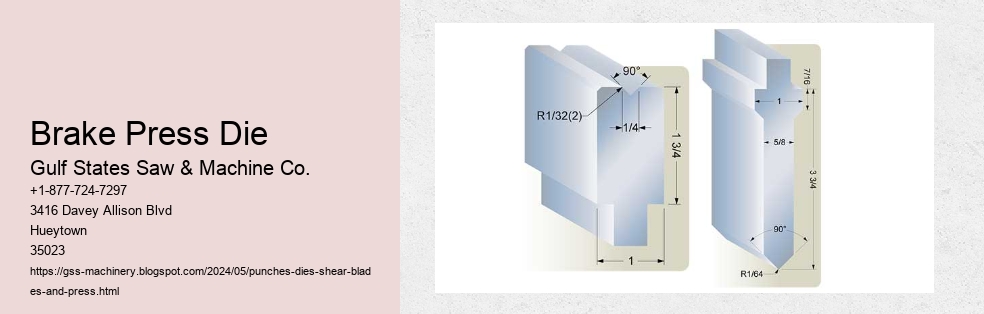 Brake Press Die
Gulf States Saw & Machine Co.
+1-877-724-7297
3416 Davey Allison Blvd
Hueytown
35023
https://gss-machinery.blogspot.com/2024/05/punches-dies-shear-blad
es-and-press.html
90°
R1/32(2)
1/4
1 3/4
1
7/16
1
5/8
3 3/4
90°
R1/64